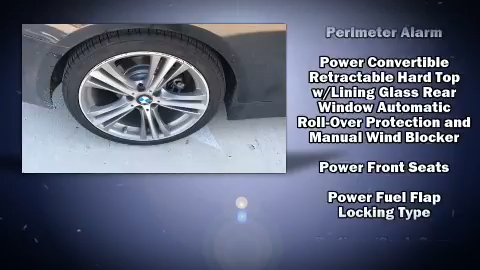 Perimeter Alarm
Power Convertible
Retractable Hard Top
w/Lining Glass Rear
Window Automatic
Roll-Over Protection and
Manual Wind Blocker
Power Front Seats
Power Fuel Flap
Locking Type